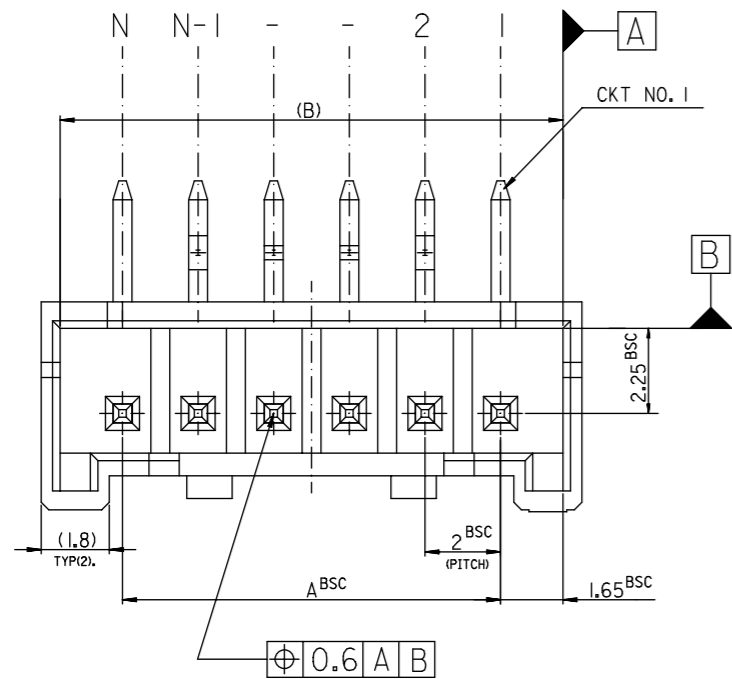 N N-1 - - 2 1
A
CKT NO. 1
(B)
B
2.25 BSC
(1.8)
TYP(2).
2 BSC
(PITCH)
A BSC
1.65 BSC
⌖ 0.6 A B